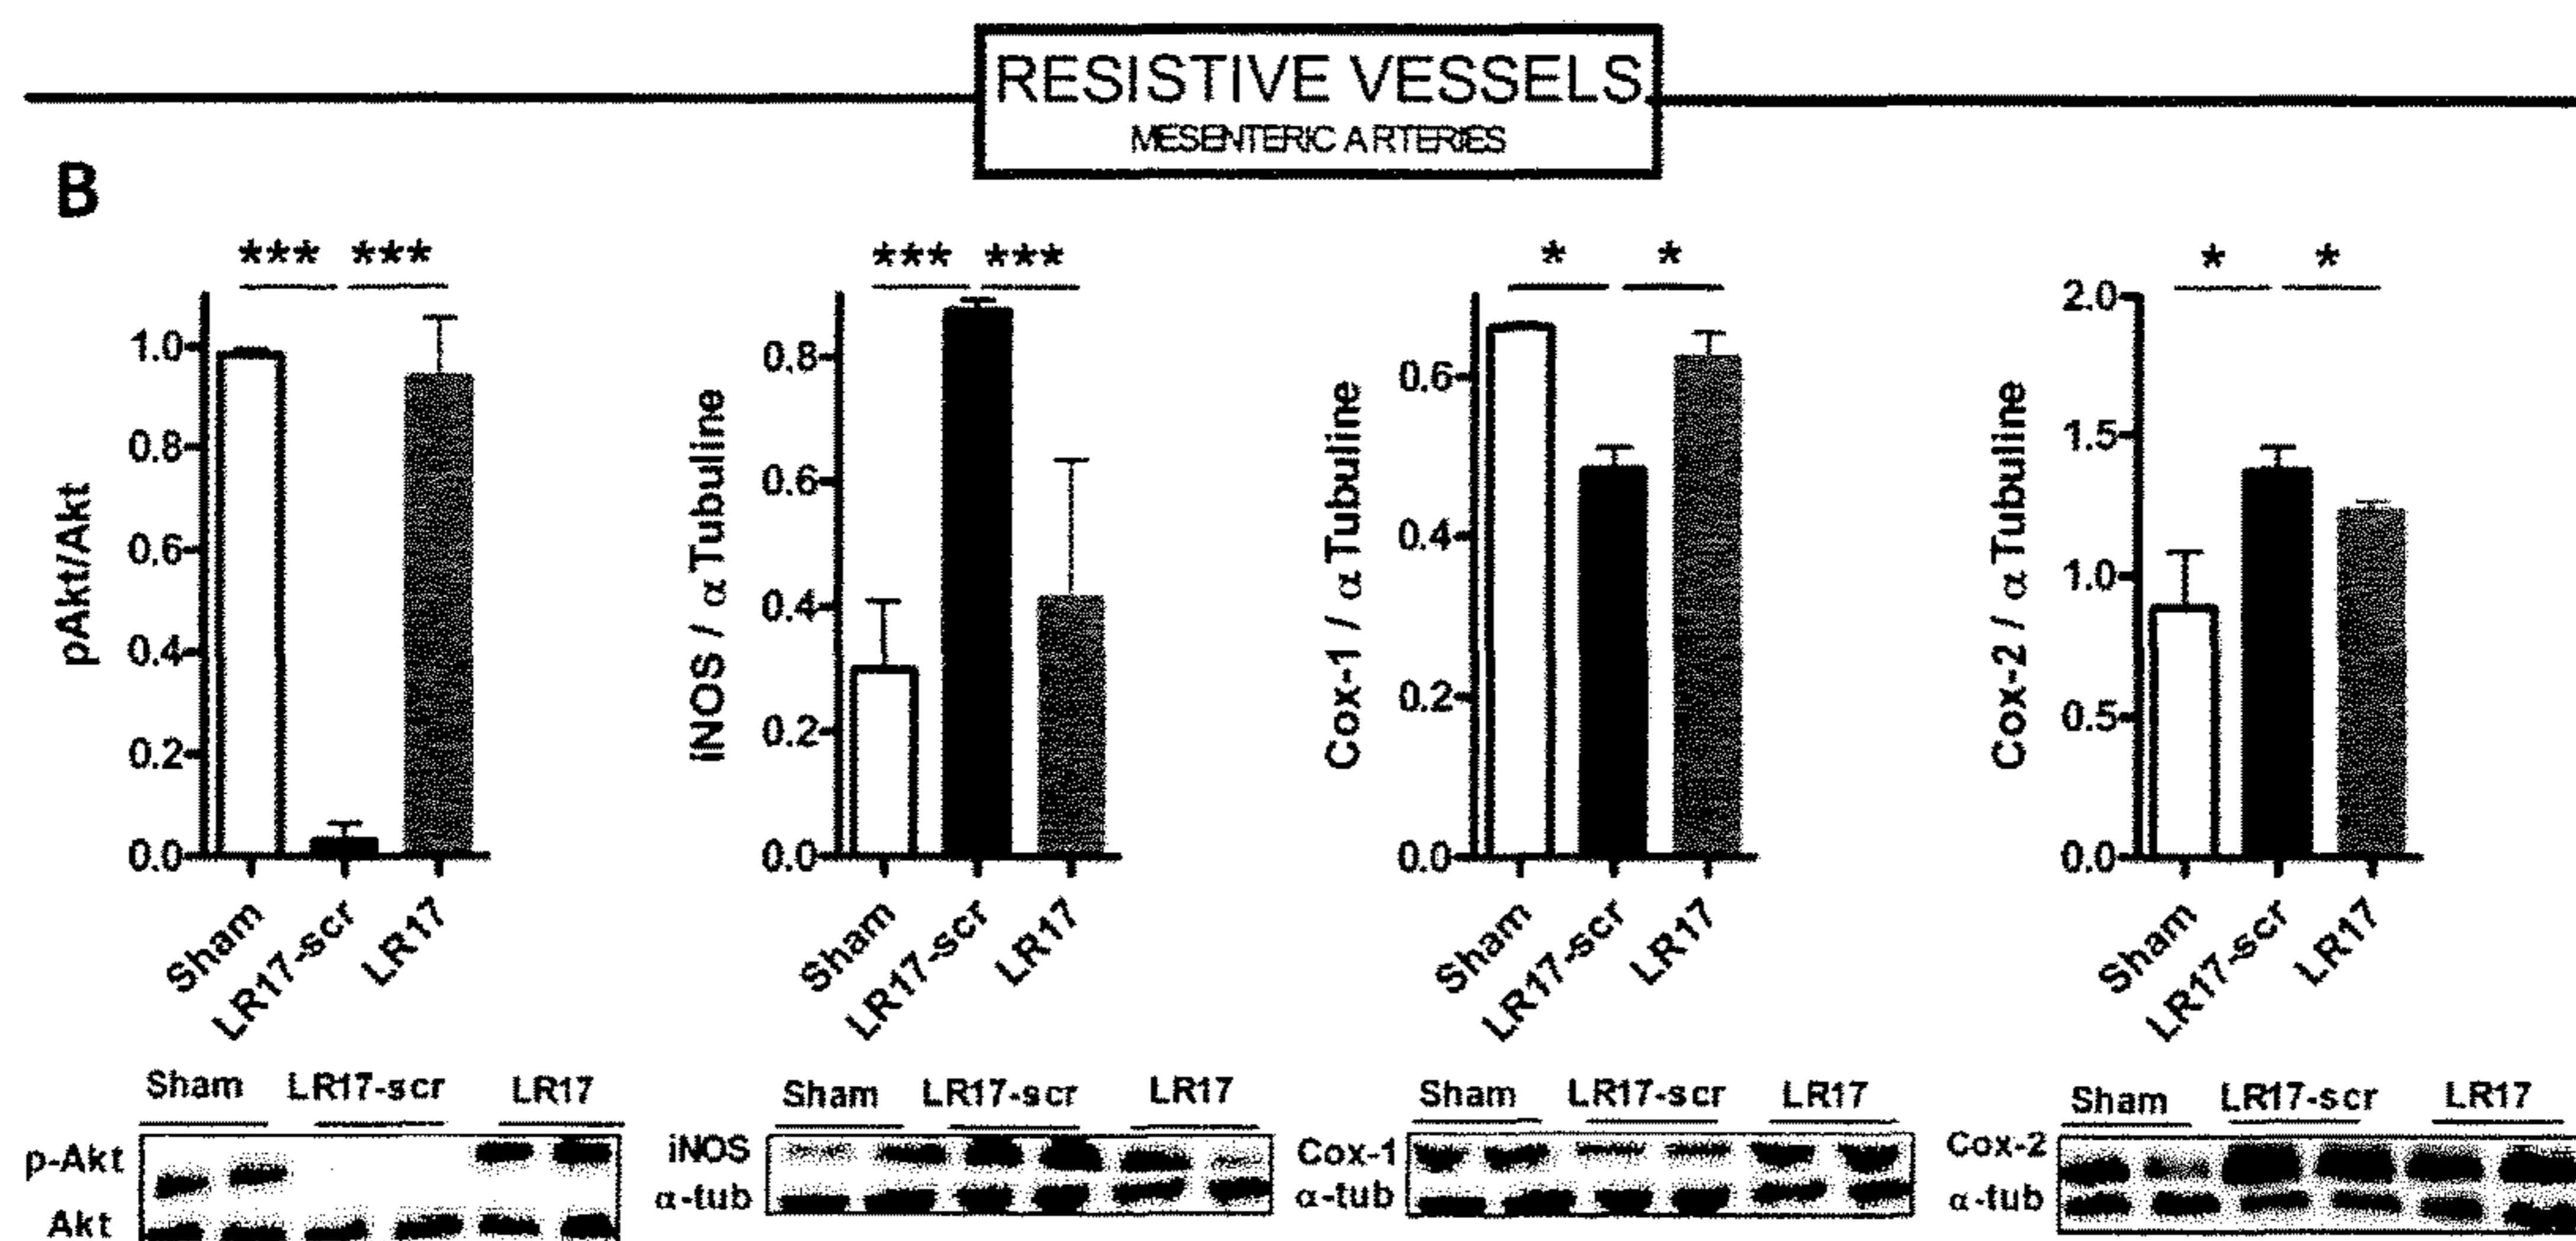 RESISTIVE VESSELS
MESENTERIC ARTERIES
B
*** ***
pAkt/Akt
1.0
0.8
0.6
0.4
0.2
0.0
Sham
LR17-scr
LR17
*** ***
iNOS / α Tubuline
0.8
0.6
0.4
0.2
0.0
Sham
LR17-scr
LR17
* *
Cox-1 / α Tubuline
0.6
0.4
0.2
0.0
Sham
LR17-scr
LR17
* *
Cox-2 / α Tubuline
2.0
1.5
1.0
0.5
0.0
Sham
LR17-scr
LR17
Sham LR17-scr LR17
p-Akt
Akt
Sham LR17-scr LR17
iNOS
α-tub
Sham LR17-scr LR17
Cox-1
α-tub
Sham LR17-scr LR17
Cox-2
α-tub